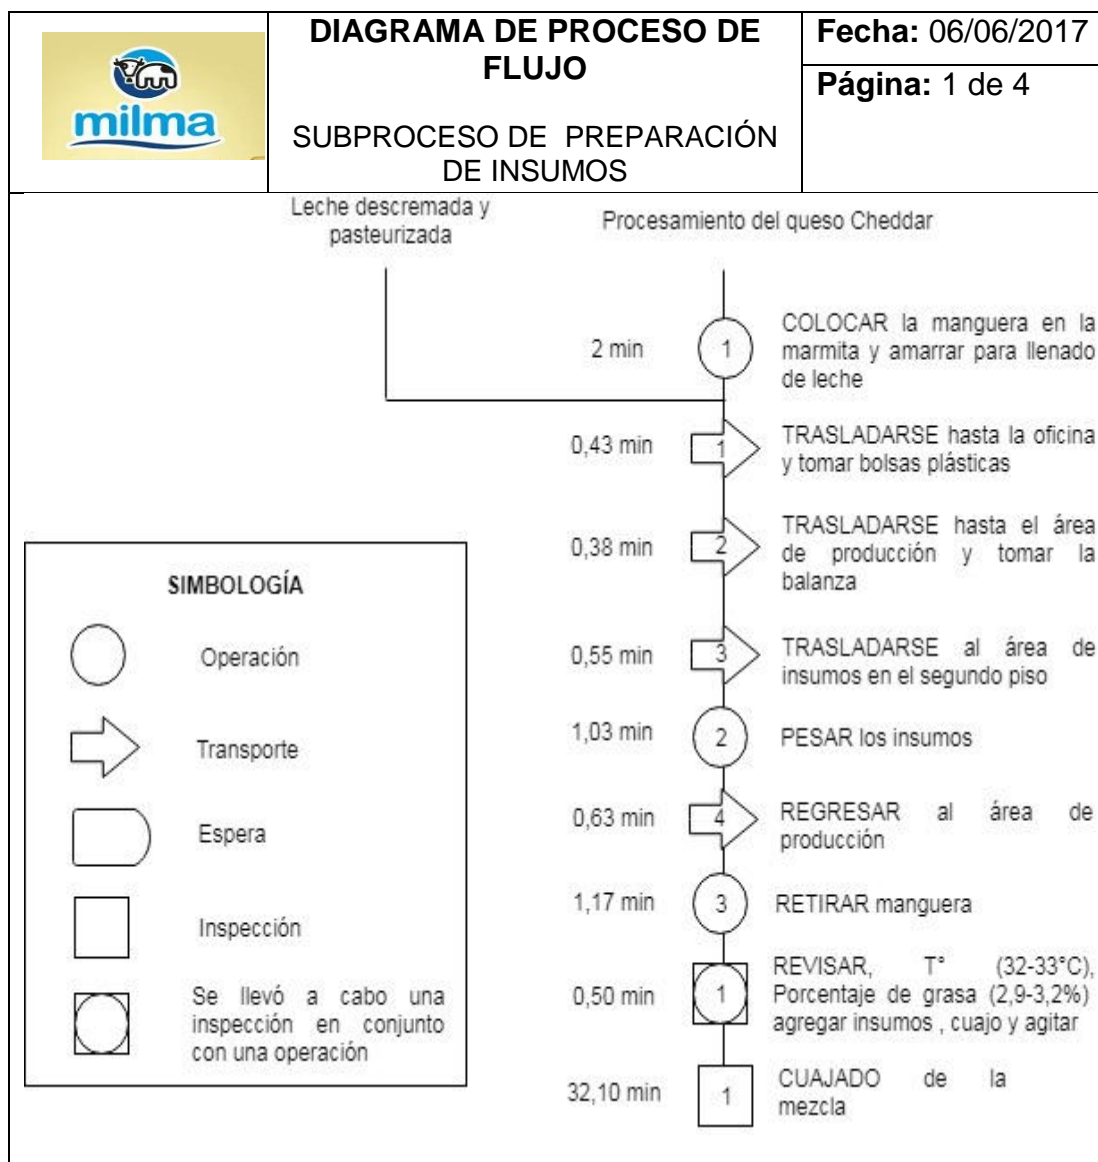 milma
DIAGRAMA DE PROCESO DE
FLUJO
SUBPROCESO DE PREPARACIÓN
DE INSUMOS
Fecha: 06/06/2017
Página: 1 de 4
Leche descremada y
pasteurizada
Procesamiento del queso Cheddar
2 min
1
COLOCAR la manguera en la
marmita y amarrar para llenado
de leche
0,43 min
1
TRASLADARSE hasta la oficina
y tomar bolsas plásticas
0,38 min
2
TRASLADARSE hasta el área
de producción y tomar la
balanza
0,55 min
3
TRASLADARSE al área de
insumos en el segundo piso
1,03 min
2
PESAR los insumos
0,63 min
4
REGRESAR al área de
producción
1,17 min
3
RETIRAR manguera
0,50 min
1
REVISAR, T° (32-33°C),
Porcentaje de grasa (2,9-3,2%)
agregar insumos , cuajo y agitar
32,10 min
1
CUAJADO de la
mezcla
SIMBOLOGÍA
Operación
Transporte
Espera
Inspección
Se llevó a cabo una
inspección en conjunto
con una operación